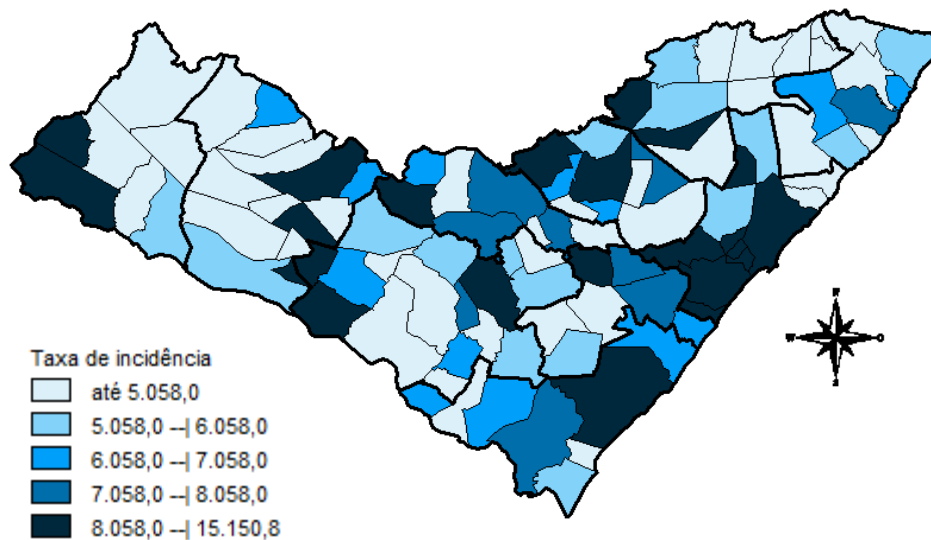 Taxa de incidência
até 5.058,0
5.058,0 --| 6.058,0
6.058,0 --| 7.058,0
7.058,0 --| 8.058,0
8.058,0 --| 15.150,8